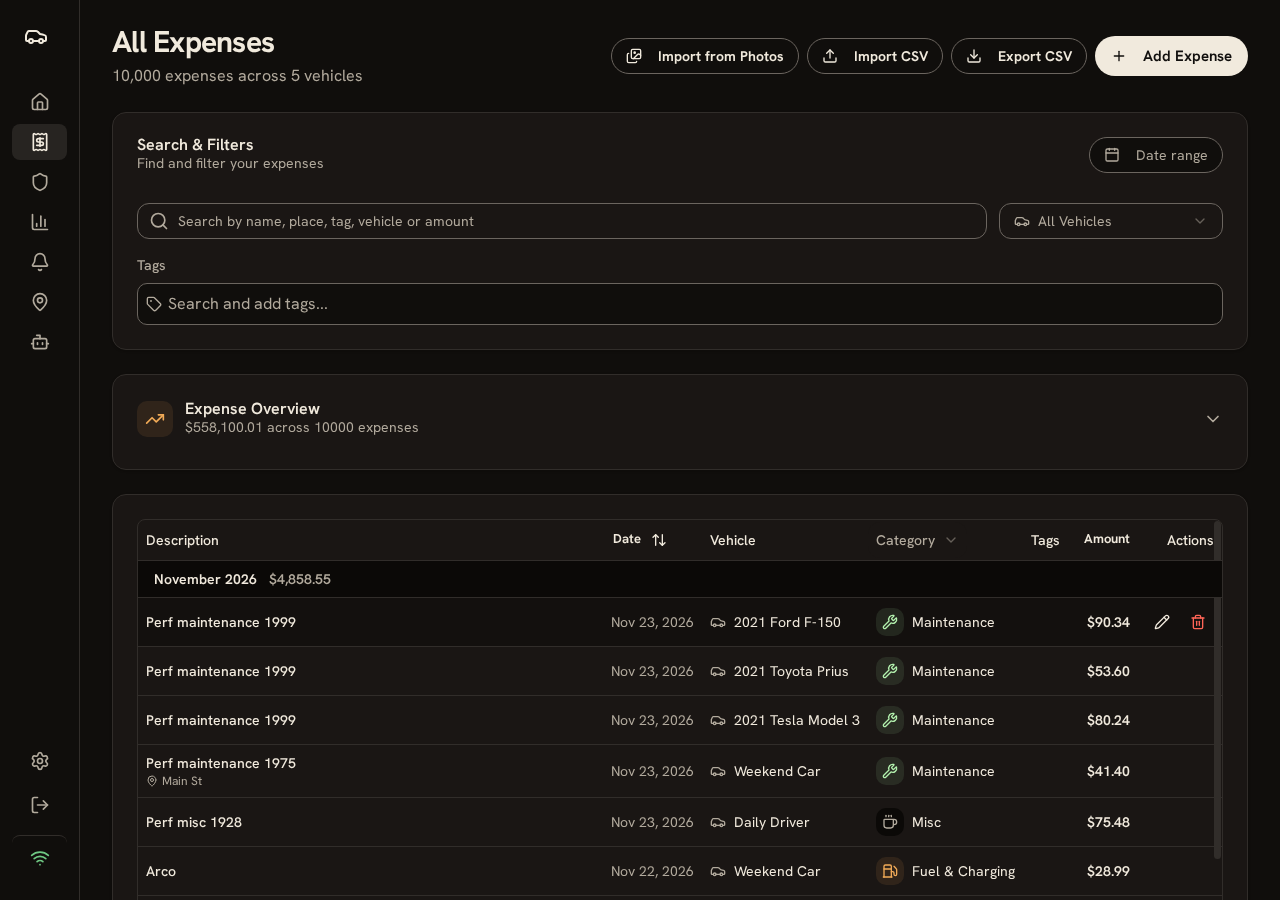 All Expenses
10,000 expenses across 5 vehicles
Import from Photos
Import CSV
Export CSV
Add Expense
Search & Filters
Find and filter your expenses
Date range
Search by name, place, tag, vehicle or amount
All Vehicles
Tags
Search and add tags...
Expense Overview
$558,100.01 across 10000 expenses
Description Date Vehicle Category Tags Amount Actions
November 2026 $4,858.55
Perf maintenance 1999 Nov 23, 2026 2021 Ford F-150 Maintenance $90.34
Perf maintenance 1999 Nov 23, 2026 2021 Toyota Prius Maintenance $53.60
Perf maintenance 1999 Nov 23, 2026 2021 Tesla Model 3 Maintenance $80.24
Perf maintenance 1975 Nov 23, 2026 Weekend Car Maintenance $41.40
Main St
Perf misc 1928 Nov 23, 2026 Daily Driver Misc $75.48
Arco Nov 22, 2026 Weekend Car Fuel & Charging $28.99